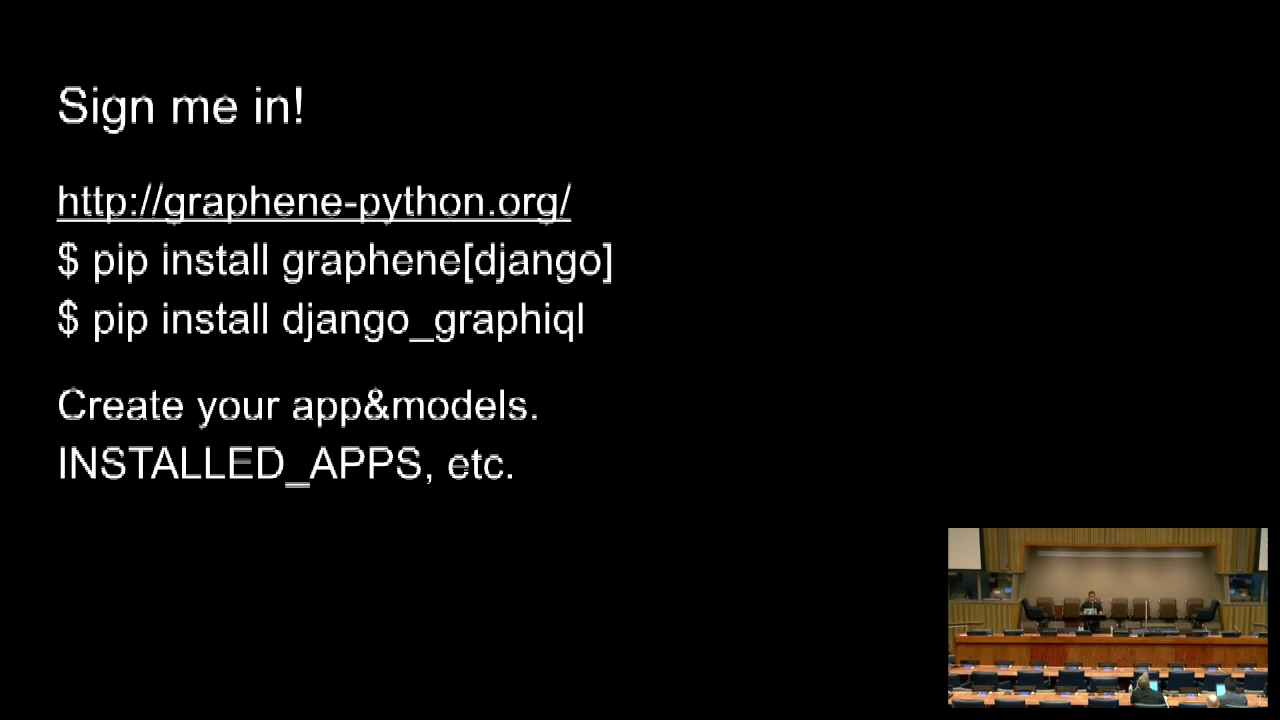 Sign me in!
http://graphene-python.org/
$ pip install graphene[django]
$ pip install django_graphiql
Create your app&models.
INSTALLED_APPS, etc.